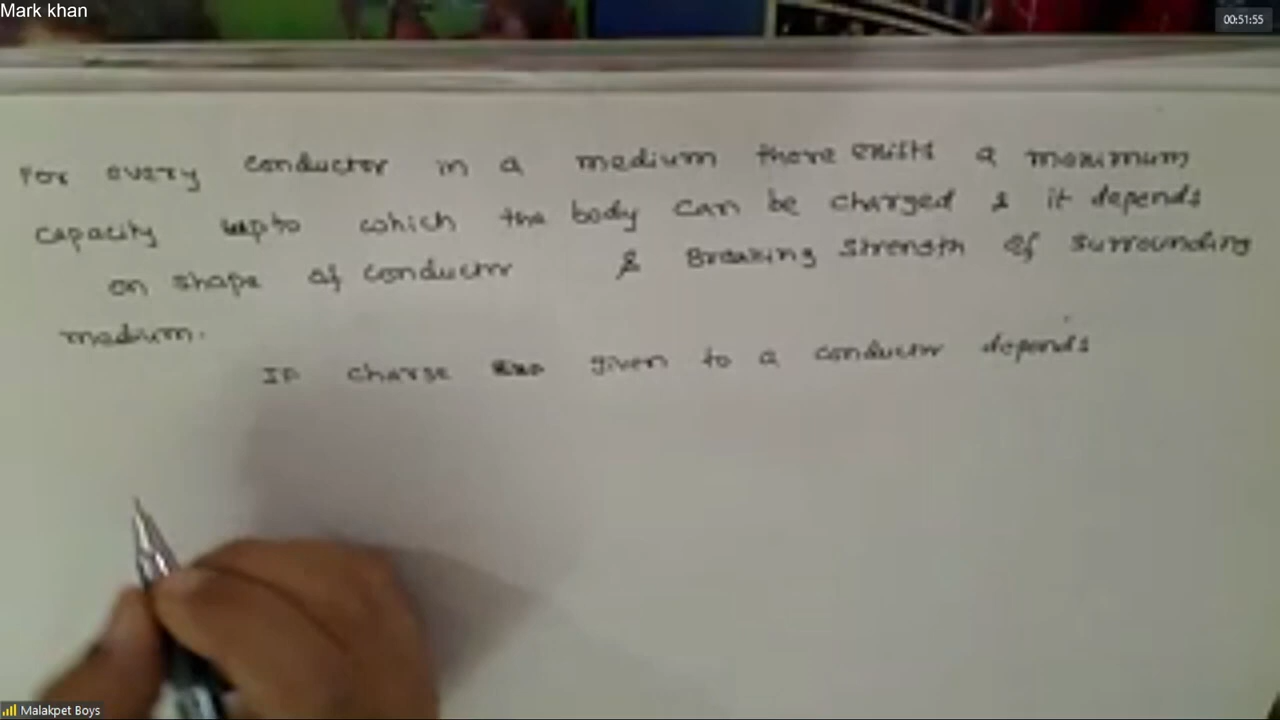 Mark khan
00:51:55
For every conductor in a medium there exists a maximum
capacity upto which the body can be charged & it depends
on shape of conductor & Breaking strength of surrounding
medium.
If charge given to a conductor depends
Malakpet Boys